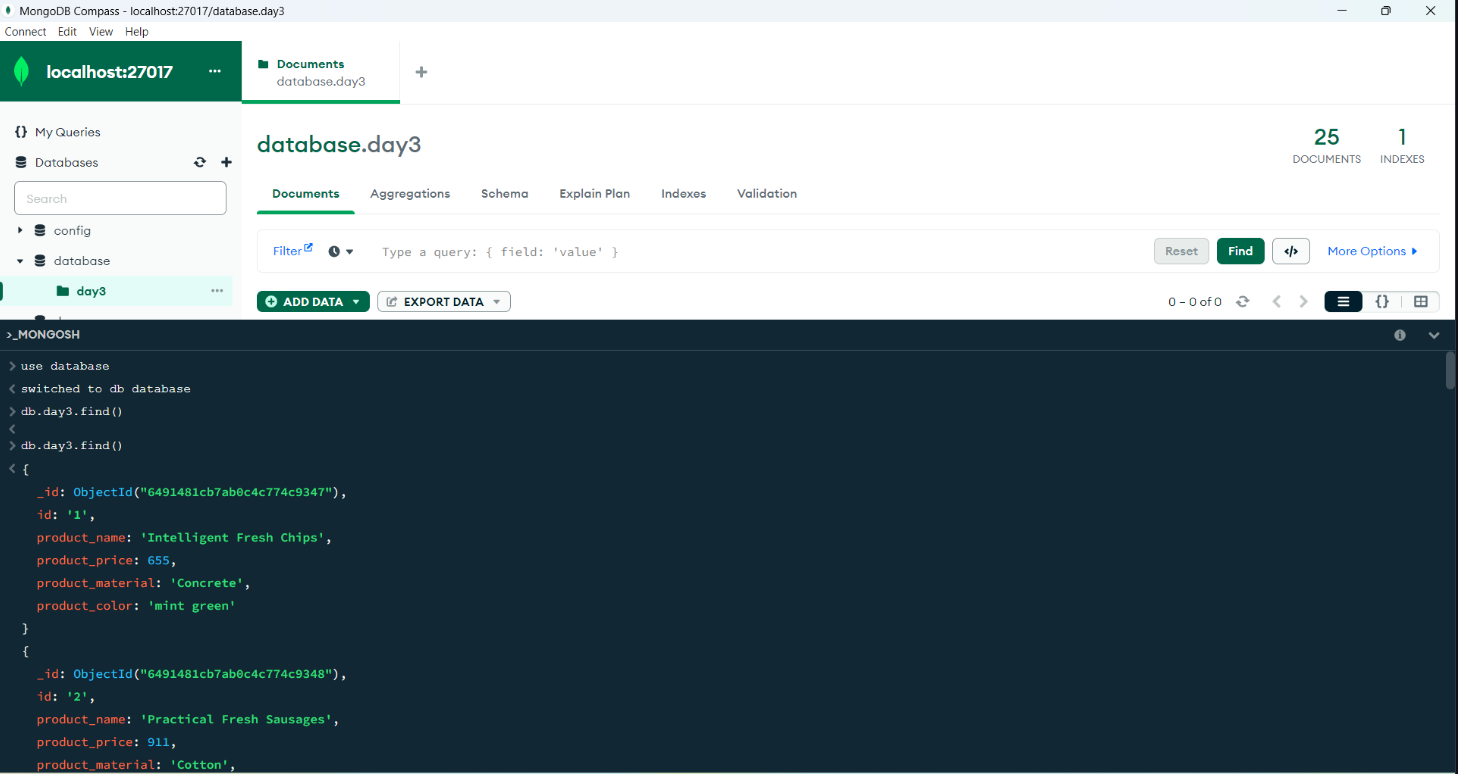 MongoDB Compass - localhost:27017/database.day3
Connect Edit View Help
localhost:27017 ...
Documents
database.day3
+
{} My Queries
Databases
Search
config
database
day3 ...
database.day3
25
DOCUMENTS
1
INDEXES
Documents Aggregations Schema Explain Plan Indexes Validation
Filter Type a query: { field: 'value' } Reset Find </> More Options
ADD DATA EXPORT DATA 0 – 0 of 0 {}
>_MONGOSH
> use database
< switched to db database
> db.day3.find()
<
> db.day3.find()
< {
_id: ObjectId("6491481cb7ab0c4c774c9347"),
id: '1',
product_name: 'Intelligent Fresh Chips',
product_price: 655,
product_material: 'Concrete',
product_color: 'mint green'
}
{
_id: ObjectId("6491481cb7ab0c4c774c9348"),
id: '2',
product_name: 'Practical Fresh Sausages',
product_price: 911,
product_material: 'Cotton',